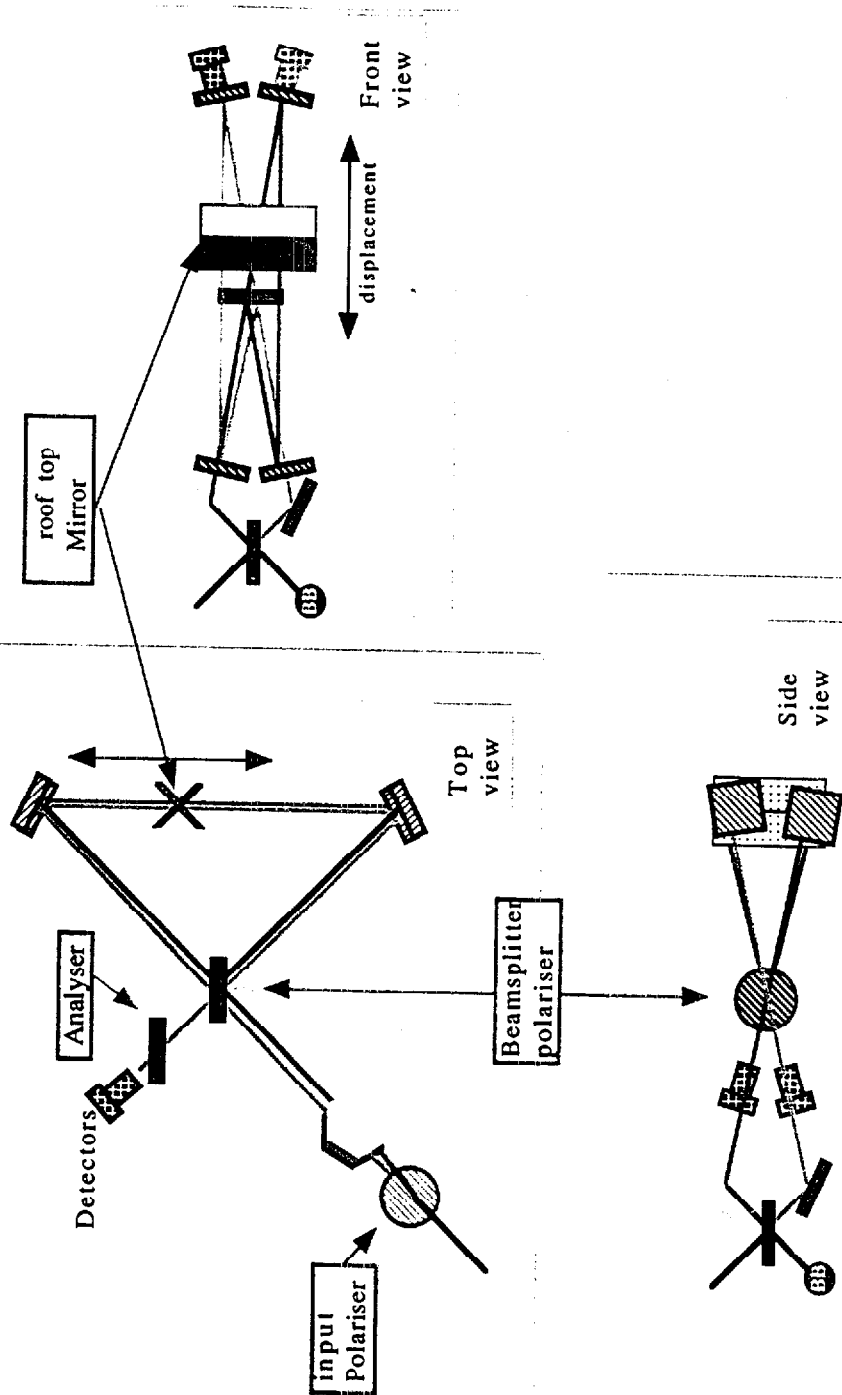 input
Polariser
Detectors
Analyser
Top
view
roof top
Mirror
BB
displacement
Front
view
Beamsplitter
polariser
BB
Side
view